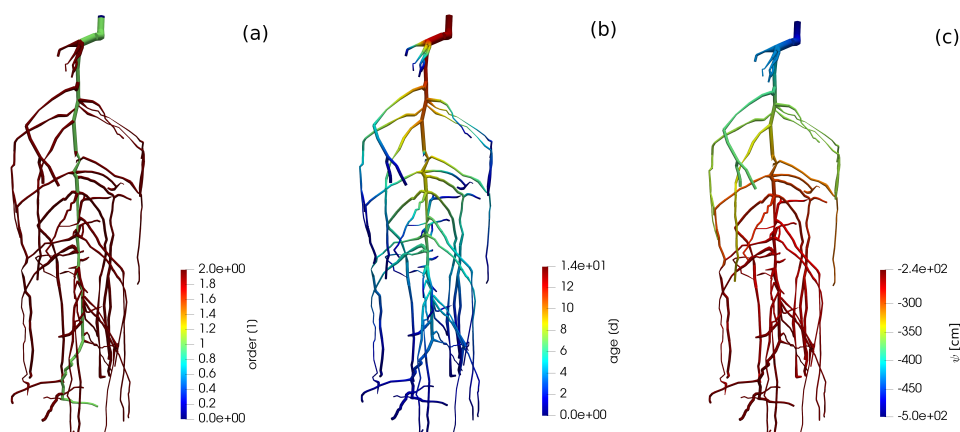 (a)
(b)
(c)
2.0e+00
1.8
1.6
1.4
1.2
1
0.8
0.6
0.4
0.2
0.0e+00
order (1)
1.4e+01
12
10
8
6
4
2
0.0e+00
age (d)
-2.4e+02
-300
-350
-400
-450
-5.0e+02
ψ [cm]